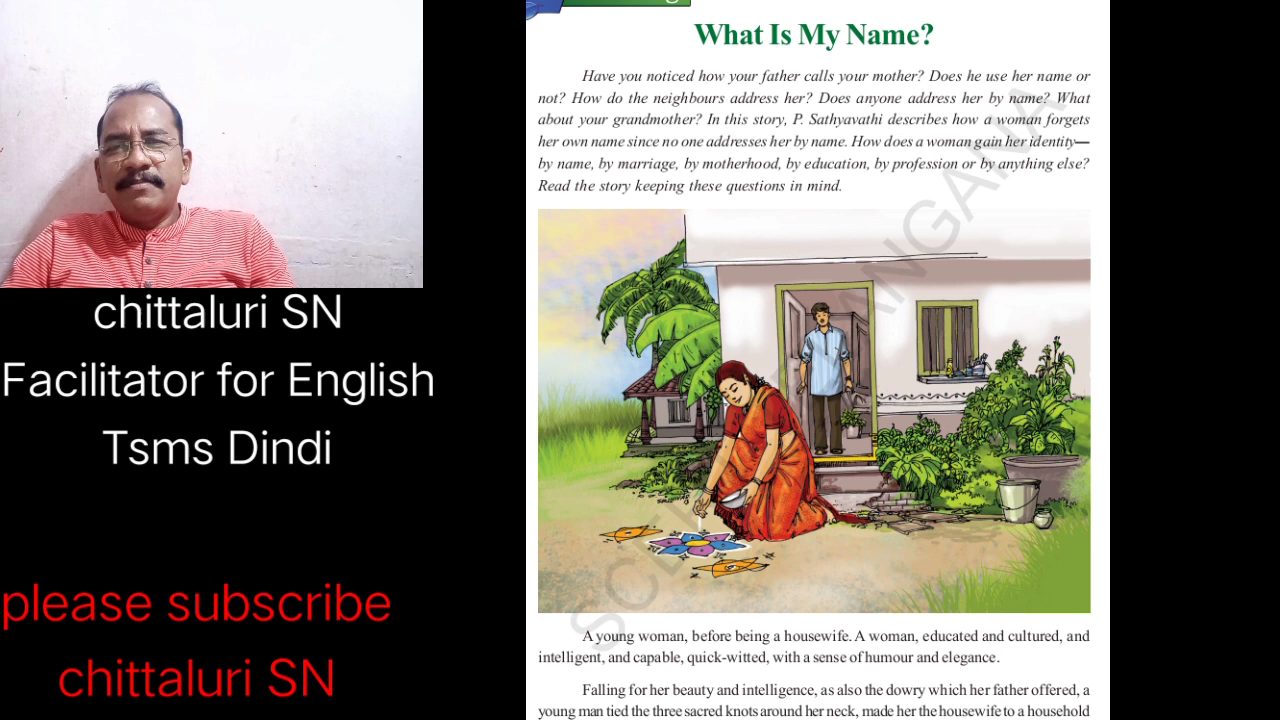 chittaluri SN
Facilitator for English
Tsms Dindi
please subscribe
chittaluri SN
What Is My Name?
Have you noticed how your father calls your mother? Does he use her name or
not? How do the neighbours address her? Does anyone address her by name? What
about your grandmother? In this story, P. Sathyavathi describes how a woman forgets
her own name since no one addresses her by name. How does a woman gain her identity—
by name, by marriage, by motherhood, by education, by profession or by anything else?
Read the story keeping these questions in mind.
A young woman, before being a housewife. A woman, educated and cultured, and
intelligent, and capable, quick-witted, with a sense of humour and elegance.
Falling for her beauty and intelligence, as also the dowry which her father offered, a
young man tied the three sacred knots around her neck, made her the housewife to a household